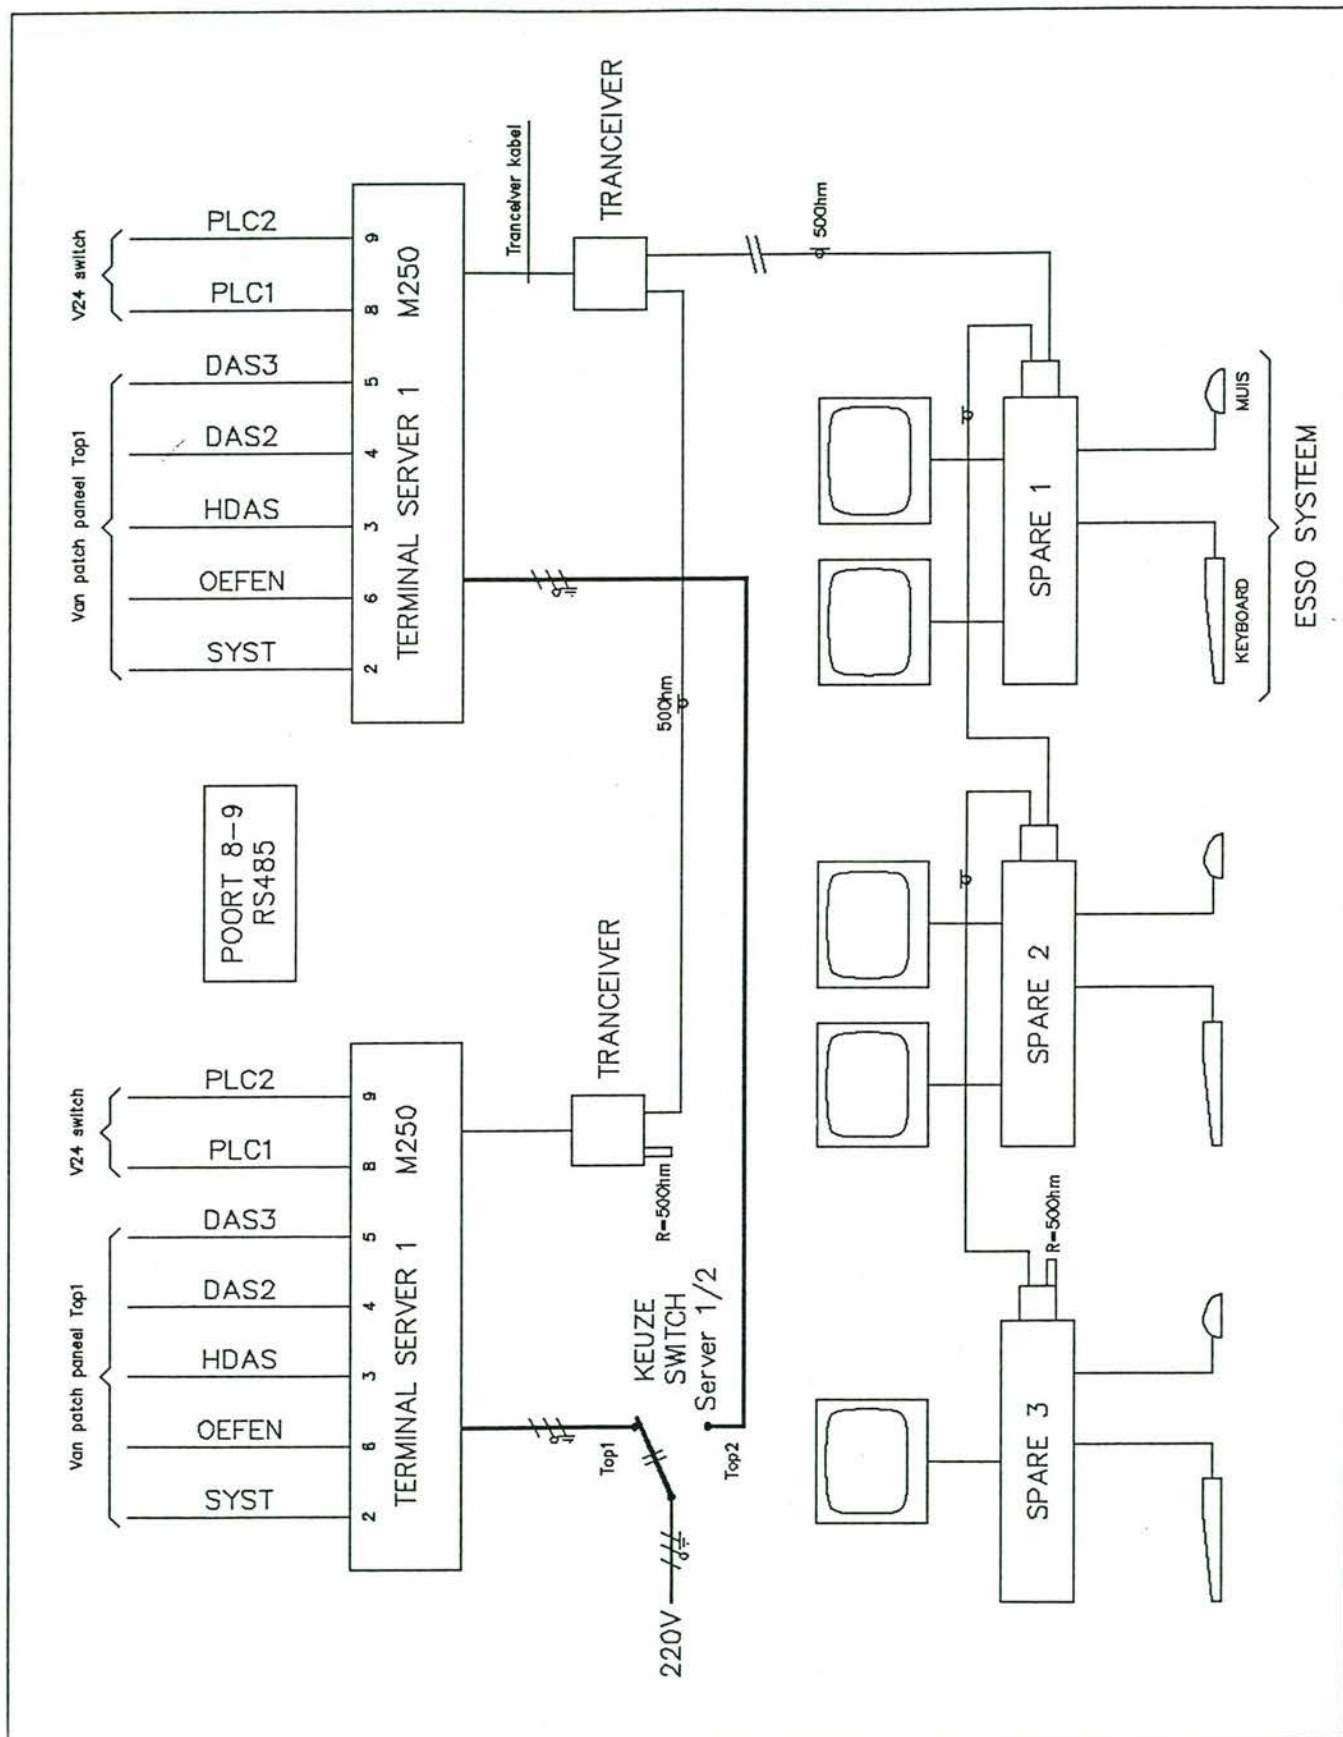 Van patch paneel Top1
V24 switch
Van patch paneel Top1
V24 switch
SYST
OEFEN
HDAS
DAS2
DAS3
PLC1
PLC2
POORT 8-9
RS485
SYST
OEFEN
HDAS
DAS2
DAS3
PLC1
PLC2
2
6
3
4
5
8
9
2
6
3
4
5
8
9
TERMINAL SERVER 1 M250
TERMINAL SERVER 1 M250
Tranceiver kabel
TRANCEIVER
TRANCEIVER
Top1
KEUZE
SWITCH
Server 1/2
R=50Ohm
50Ohm
220V
Top2
50Ohm
SPARE 3
R=50Ohm
SPARE 2
SPARE 1
KEYBOARD
MUIS
ESSO SYSTEEM